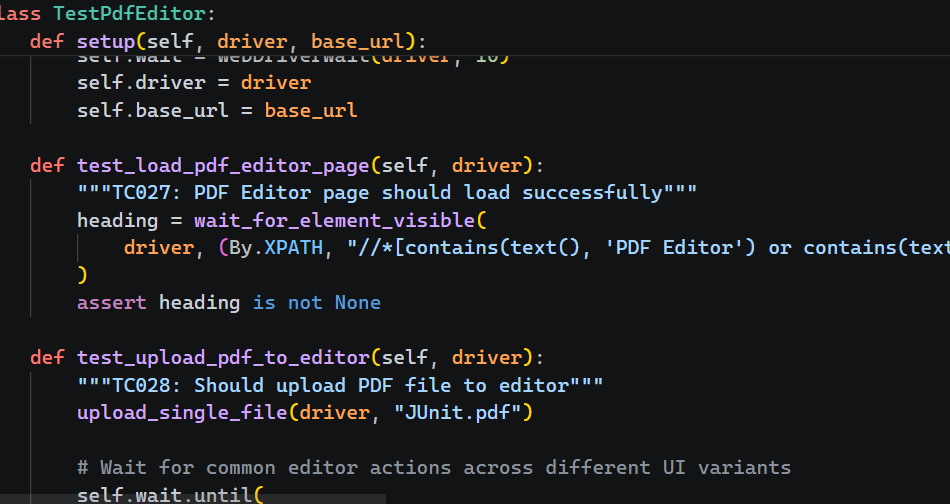 lass TestPdfEditor:
def setup(self, driver, base_url):
self.wait = WebDriverWait(driver, 10)
self.driver = driver
self.base_url = base_url
def test_load_pdf_editor_page(self, driver):
"""TC027: PDF Editor page should load successfully"""
heading = wait_for_element_visible(
driver, (By.XPATH, "//*[contains(text(), 'PDF Editor') or contains(text
)
assert heading is not None
def test_upload_pdf_to_editor(self, driver):
"""TC028: Should upload PDF file to editor"""
upload_single_file(driver, "JUnit.pdf")
# Wait for common editor actions across different UI variants
self.wait.until(